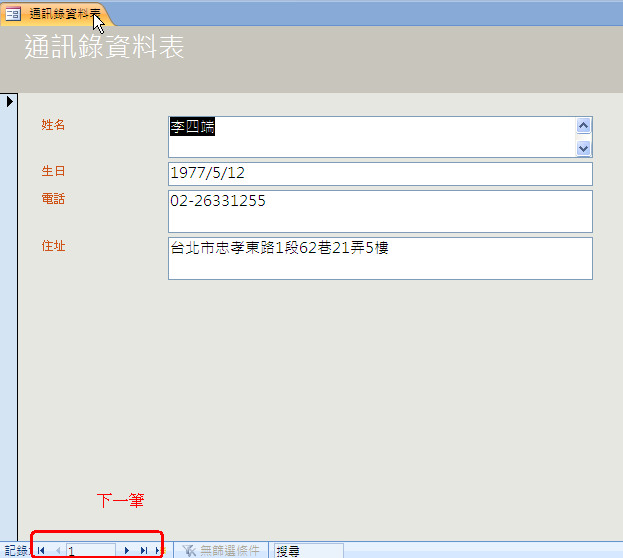 通訊錄資料表
通訊錄資料表
姓名
李四端
生日
1977/5/12
電話
02-26331255
住址
台北市忠孝東路1段62巷21弄5樓
下一筆
記錄: 1 無篩選條件 搜尋